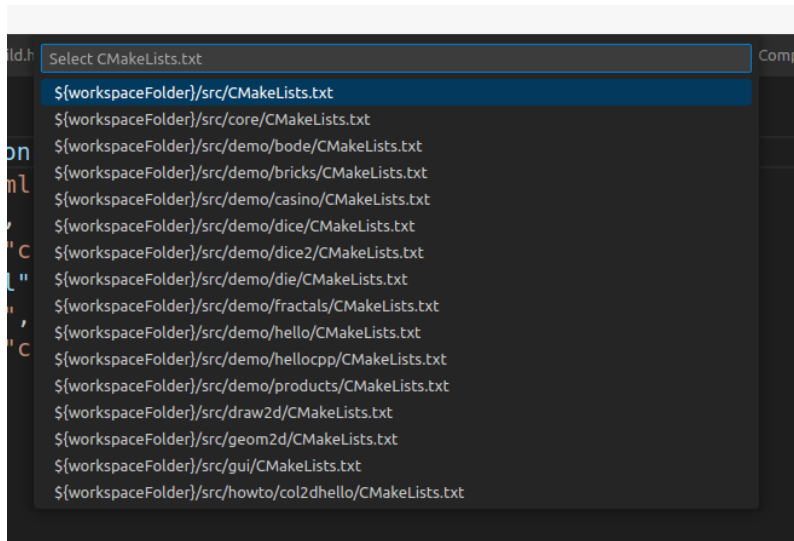 ild.h
Select CMakeLists.txt
Comp
${workspaceFolder}/src/CMakeLists.txt
${workspaceFolder}/src/core/CMakeLists.txt
${workspaceFolder}/src/demo/bode/CMakeLists.txt
on
${workspaceFolder}/src/demo/bricks/CMakeLists.txt
ml
${workspaceFolder}/src/demo/casino/CMakeLists.txt
,
${workspaceFolder}/src/demo/dice/CMakeLists.txt
"c
${workspaceFolder}/src/demo/dice2/CMakeLists.txt
l"
${workspaceFolder}/src/demo/die/CMakeLists.txt
",
${workspaceFolder}/src/demo/fractals/CMakeLists.txt
${workspaceFolder}/src/demo/hello/CMakeLists.txt
"c
${workspaceFolder}/src/demo/hellocpp/CMakeLists.txt
${workspaceFolder}/src/demo/products/CMakeLists.txt
${workspaceFolder}/src/draw2d/CMakeLists.txt
${workspaceFolder}/src/geom2d/CMakeLists.txt
${workspaceFolder}/src/gui/CMakeLists.txt
${workspaceFolder}/src/howto/col2dhello/CMakeLists.txt